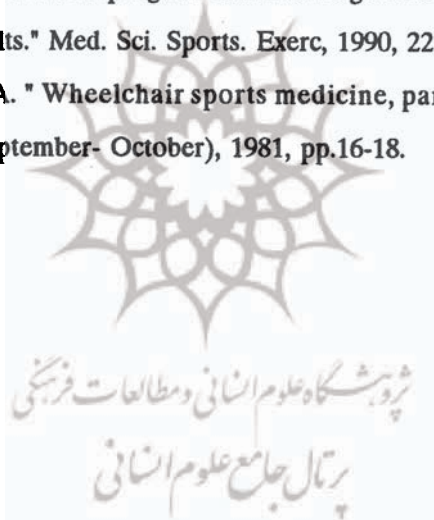 lts." Med. Sci. Sports. Exerc, 1990, 22
A. " Wheelchair sports medicine, par
ptember- October), 1981, pp.16-18.
پژوهشگاه علوم انسانی و مطالعات فرهنگی
پرتال جامع علوم انسانی